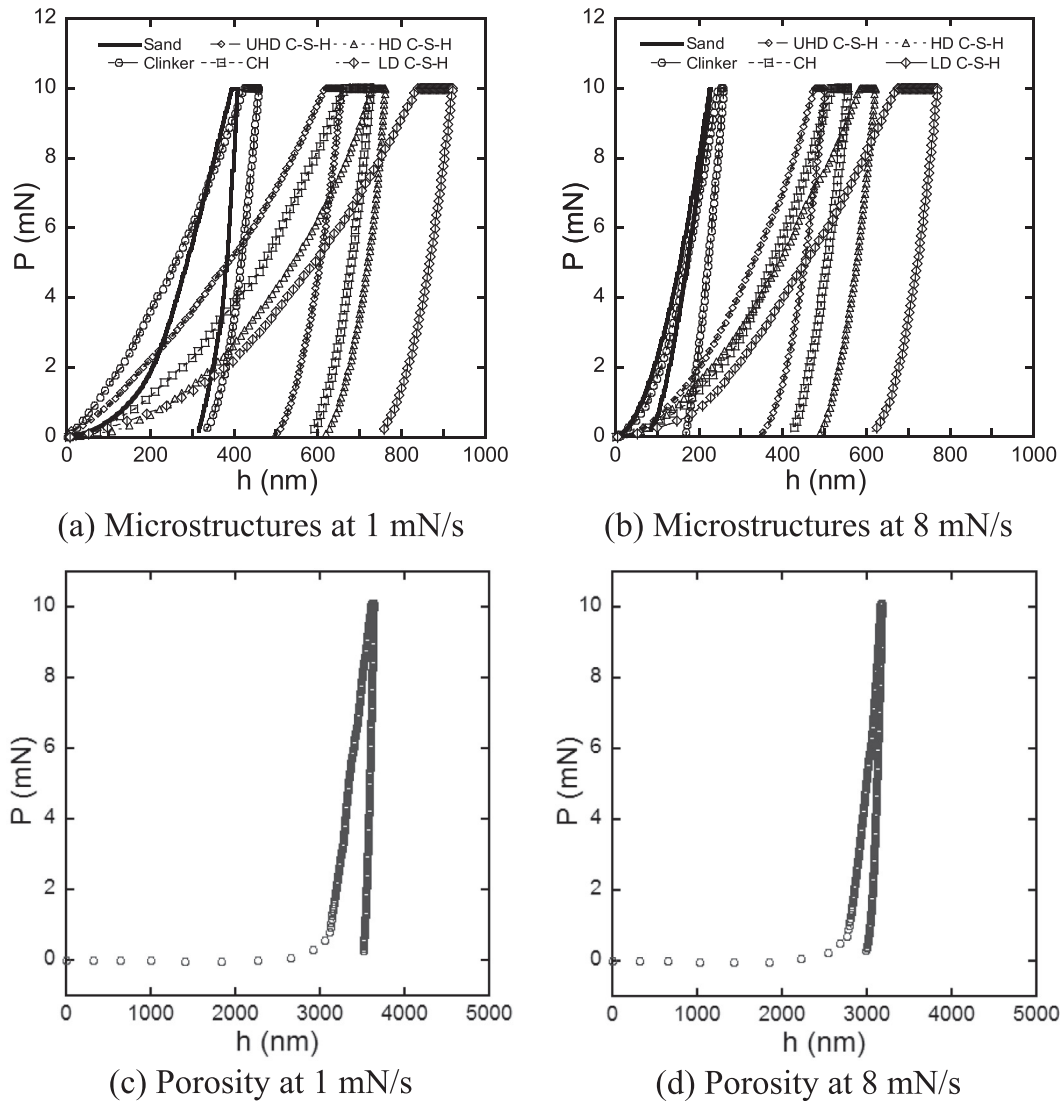 12
10
8
6
4
2
0
P (mN)
Sand UHD C-S-H HD C-S-H
Clinker CH LD C-S-H
0 200 400 600 800 1000
h (nm)
(a) Microstructures at 1 mN/s
12
10
8
6
4
2
0
P (mN)
Sand UHD C-S-H HD C-S-H
Clinker CH LD C-S-H
0 200 400 600 800 1000
h (nm)
(b) Microstructures at 8 mN/s
10
8
6
4
2
0
P (mN)
0 1000 2000 3000 4000 5000
h (nm)
(c) Porosity at 1 mN/s
10
8
6
4
2
0
P (mN)
0 1000 2000 3000 4000 5000
h (nm)
(d) Porosity at 8 mN/s